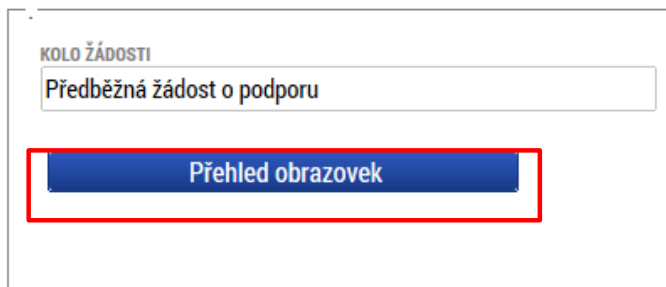 KOLO ŽÁDOSTI
Předběžná žádost o podporu
Přehled obrazovek